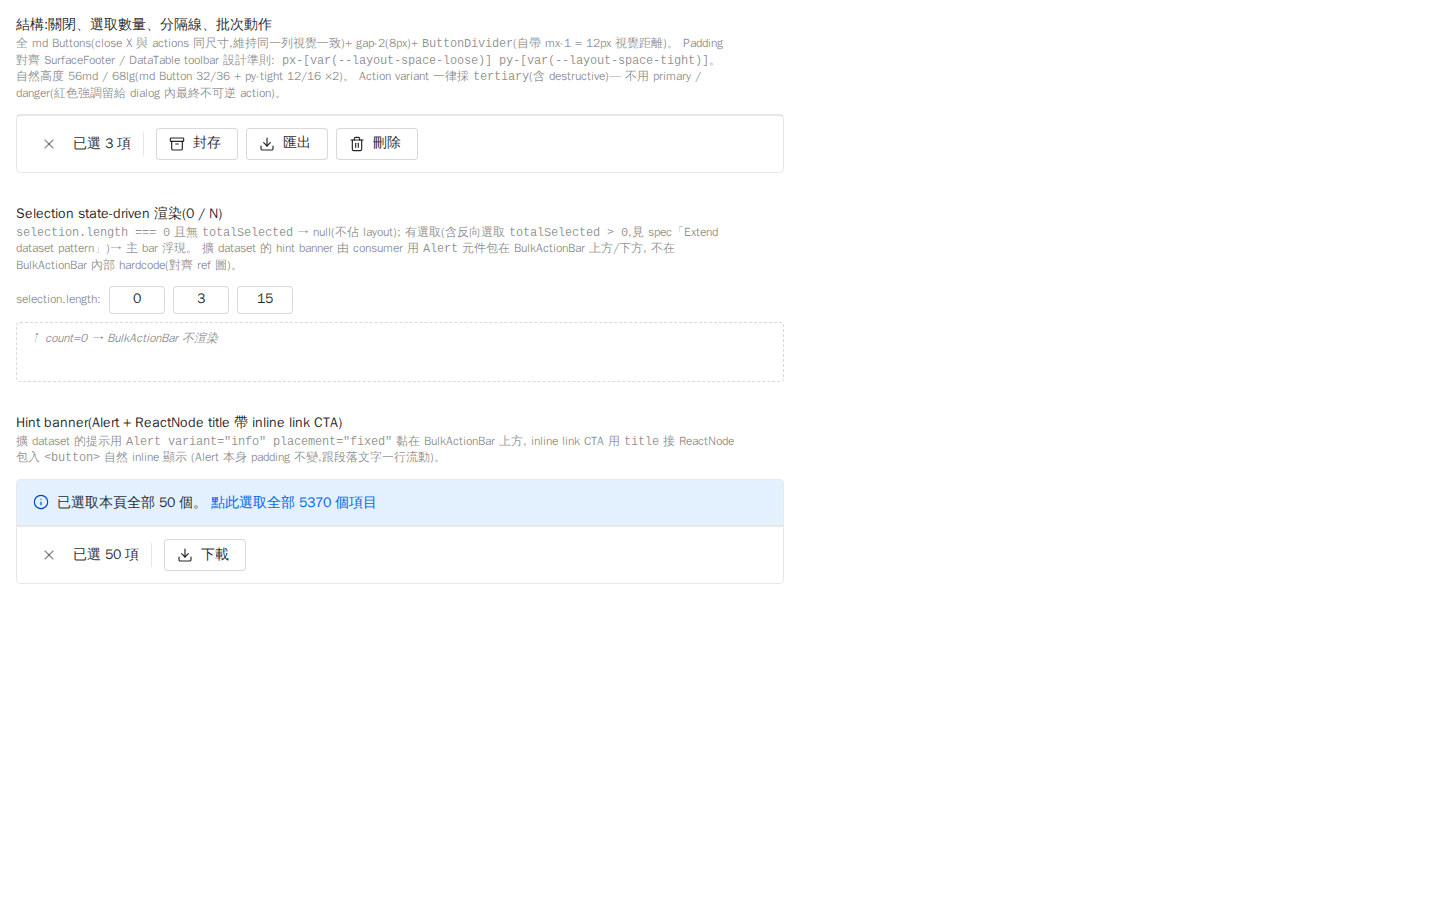 結構:關閉、選取數量、分隔線、批次動作
全 md Buttons(close X 與 actions 同尺寸,維持同一列視覺一致)+ gap-2(8px)+ ButtonDivider(自帶 mx-1 = 12px 視覺距離)。 Padding
對齊 SurfaceFooter / DataTable toolbar 設計準則: px-[var(--layout-space-loose)] py-[var(--layout-space-tight)]。
自然高度 56md / 68lg(md Button 32/36 + py-tight 12/16 ×2)。 Action variant 一律採 tertiary(含 destructive)— 不用 primary /
danger(紅色強調留給 dialog 內最終不可逆 action)。
已選 3 項 封存 匯出 刪除
Selection state-driven 渲染(0 / N)
selection.length === 0 且無 totalSelected → null(不佔 layout); 有選取(含反向選取 totalSelected > 0,見 spec「Extend
dataset pattern」)→ 主 bar 浮現。 擴 dataset 的 hint banner 由 consumer 用 Alert 元件包在 BulkActionBar 上方/下方, 不在
BulkActionBar 內部 hardcode(對齊 ref 圖)。
selection.length: 0 3 15
↑ count=0 → BulkActionBar 不渲染
Hint banner(Alert + ReactNode title 帶 inline link CTA)
擴 dataset 的提示用 Alert variant="info" placement="fixed" 黏在 BulkActionBar 上方, inline link CTA 用 title 接 ReactNode
包入 <button> 自然 inline 顯示 (Alert 本身 padding 不變,跟段落文字一行流動)。
已選取本頁全部 50 個。 點此選取全部 5370 個項目
已選 50 項 下載